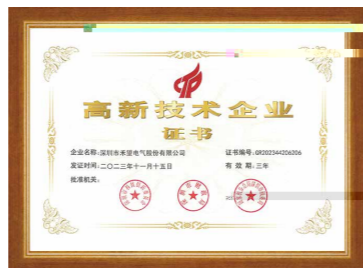 高新技术企业
证书
企业名称:深圳市禾望电气股份有限公司 证书编号:GR202344206206
发证时间:二〇二三年十一月十五日 有效期:三年
批准机关: